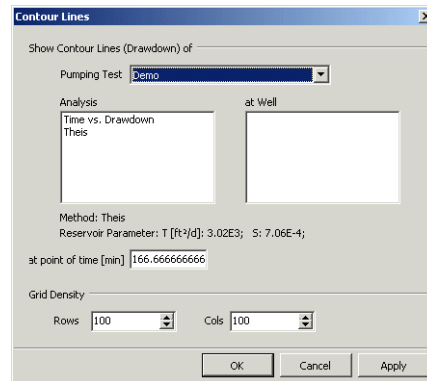 Contour Lines
Show Contour Lines (Drawdown) of
Pumping Test Demo
Analysis at Well
Time vs. Drawdown
Theis
Method: Theis
Reservoir Parameter: T [ft²/d]: 3.02E3; S: 7.06E-4;
at point of time [min] 166.666666666
Grid Density
Rows 100 Cols 100
OK Cancel Apply